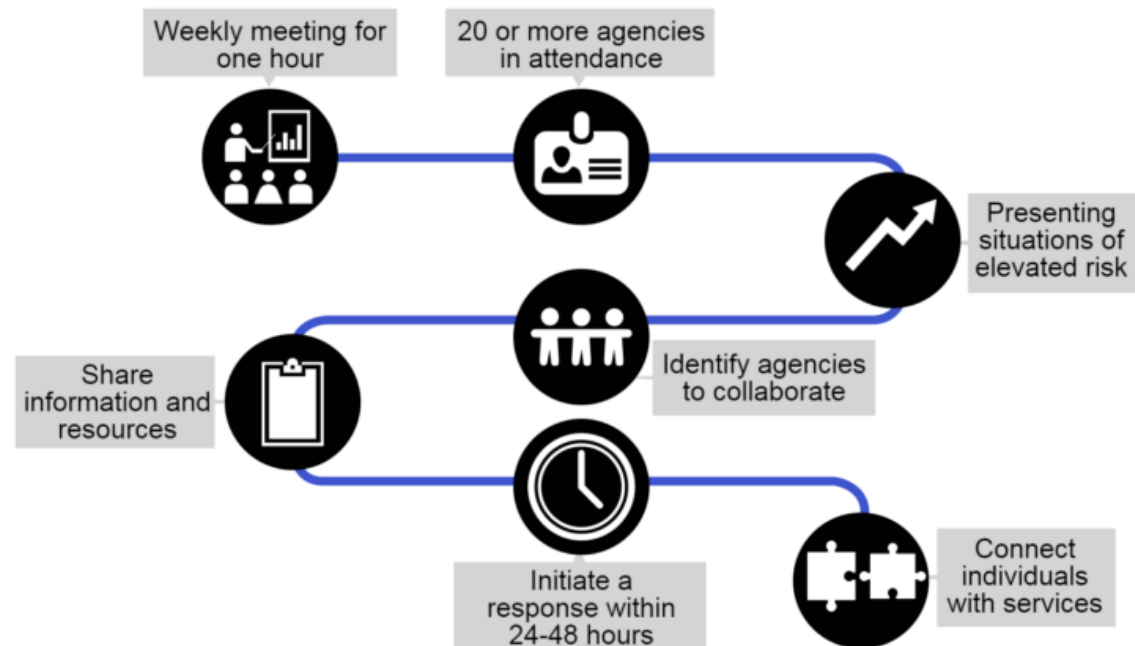 Weekly meeting for
one hour
20 or more agencies
in attendance
Presenting
situations of
elevated risk
Identify agencies
to collaborate
Share
information and
resources
Initiate a
response within
24-48 hours
Connect
individuals
with services